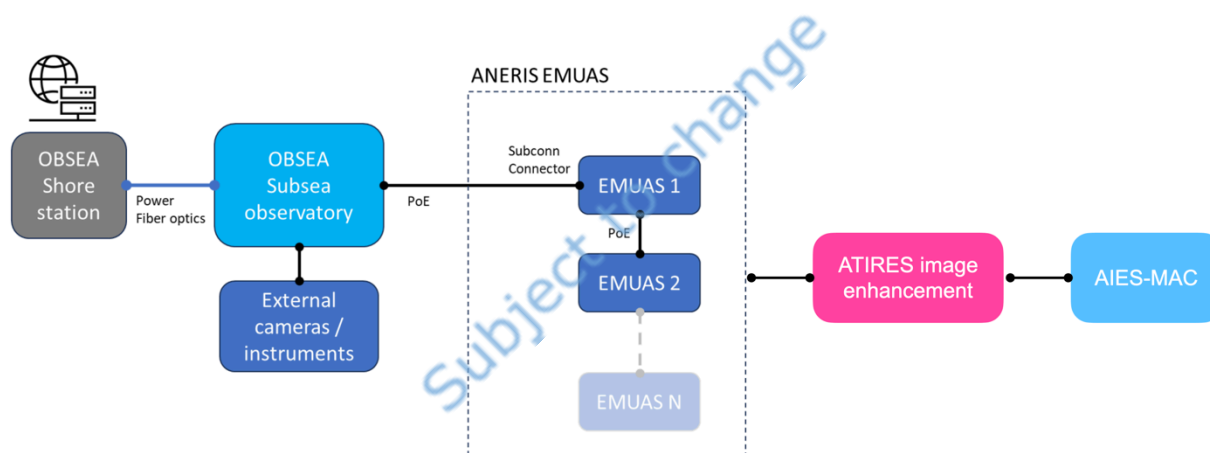 ANERIS EMUAS
OBSEA
Shore
station
Power
Fiber optics
OBSEA
Subsea
observatory
PoE
External
cameras /
instruments
Subconn
Connector
EMUAS 1
PoE
EMUAS 2
EMUAS N
ATIRES image
enhancement
AIES-MAC
Subject to change